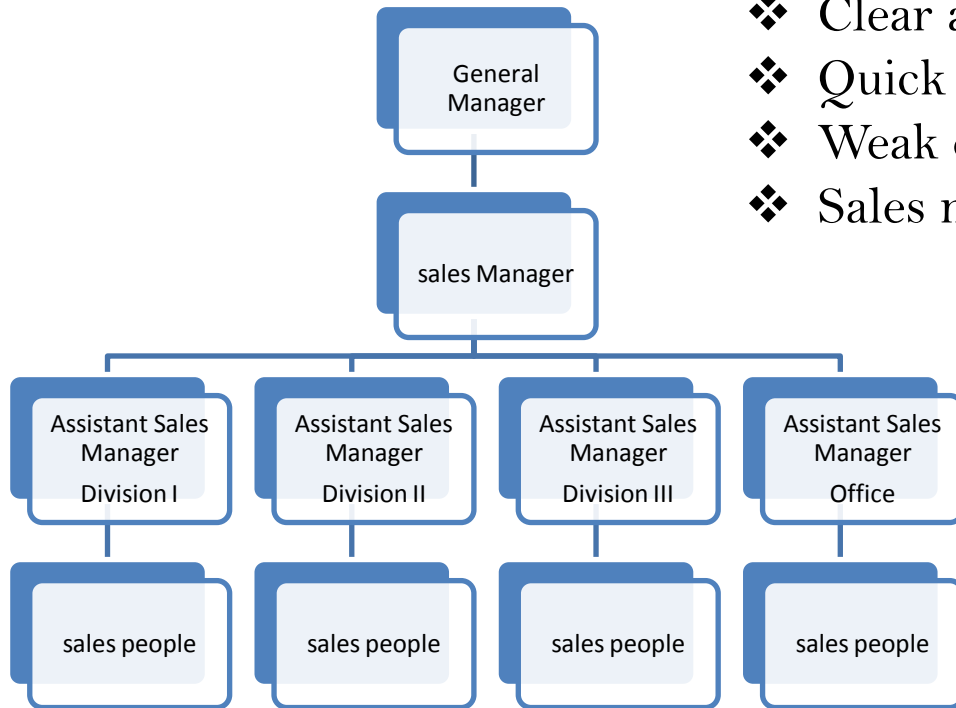 Clear
Quick
Weak
Sales
General
Manager
sales Manager
Assistant Sales
Manager
Division I
Assistant Sales
Manager
Division II
Assistant Sales
Manager
Division III
Assistant Sales
Manager
Office
sales people
sales people
sales people
sales people